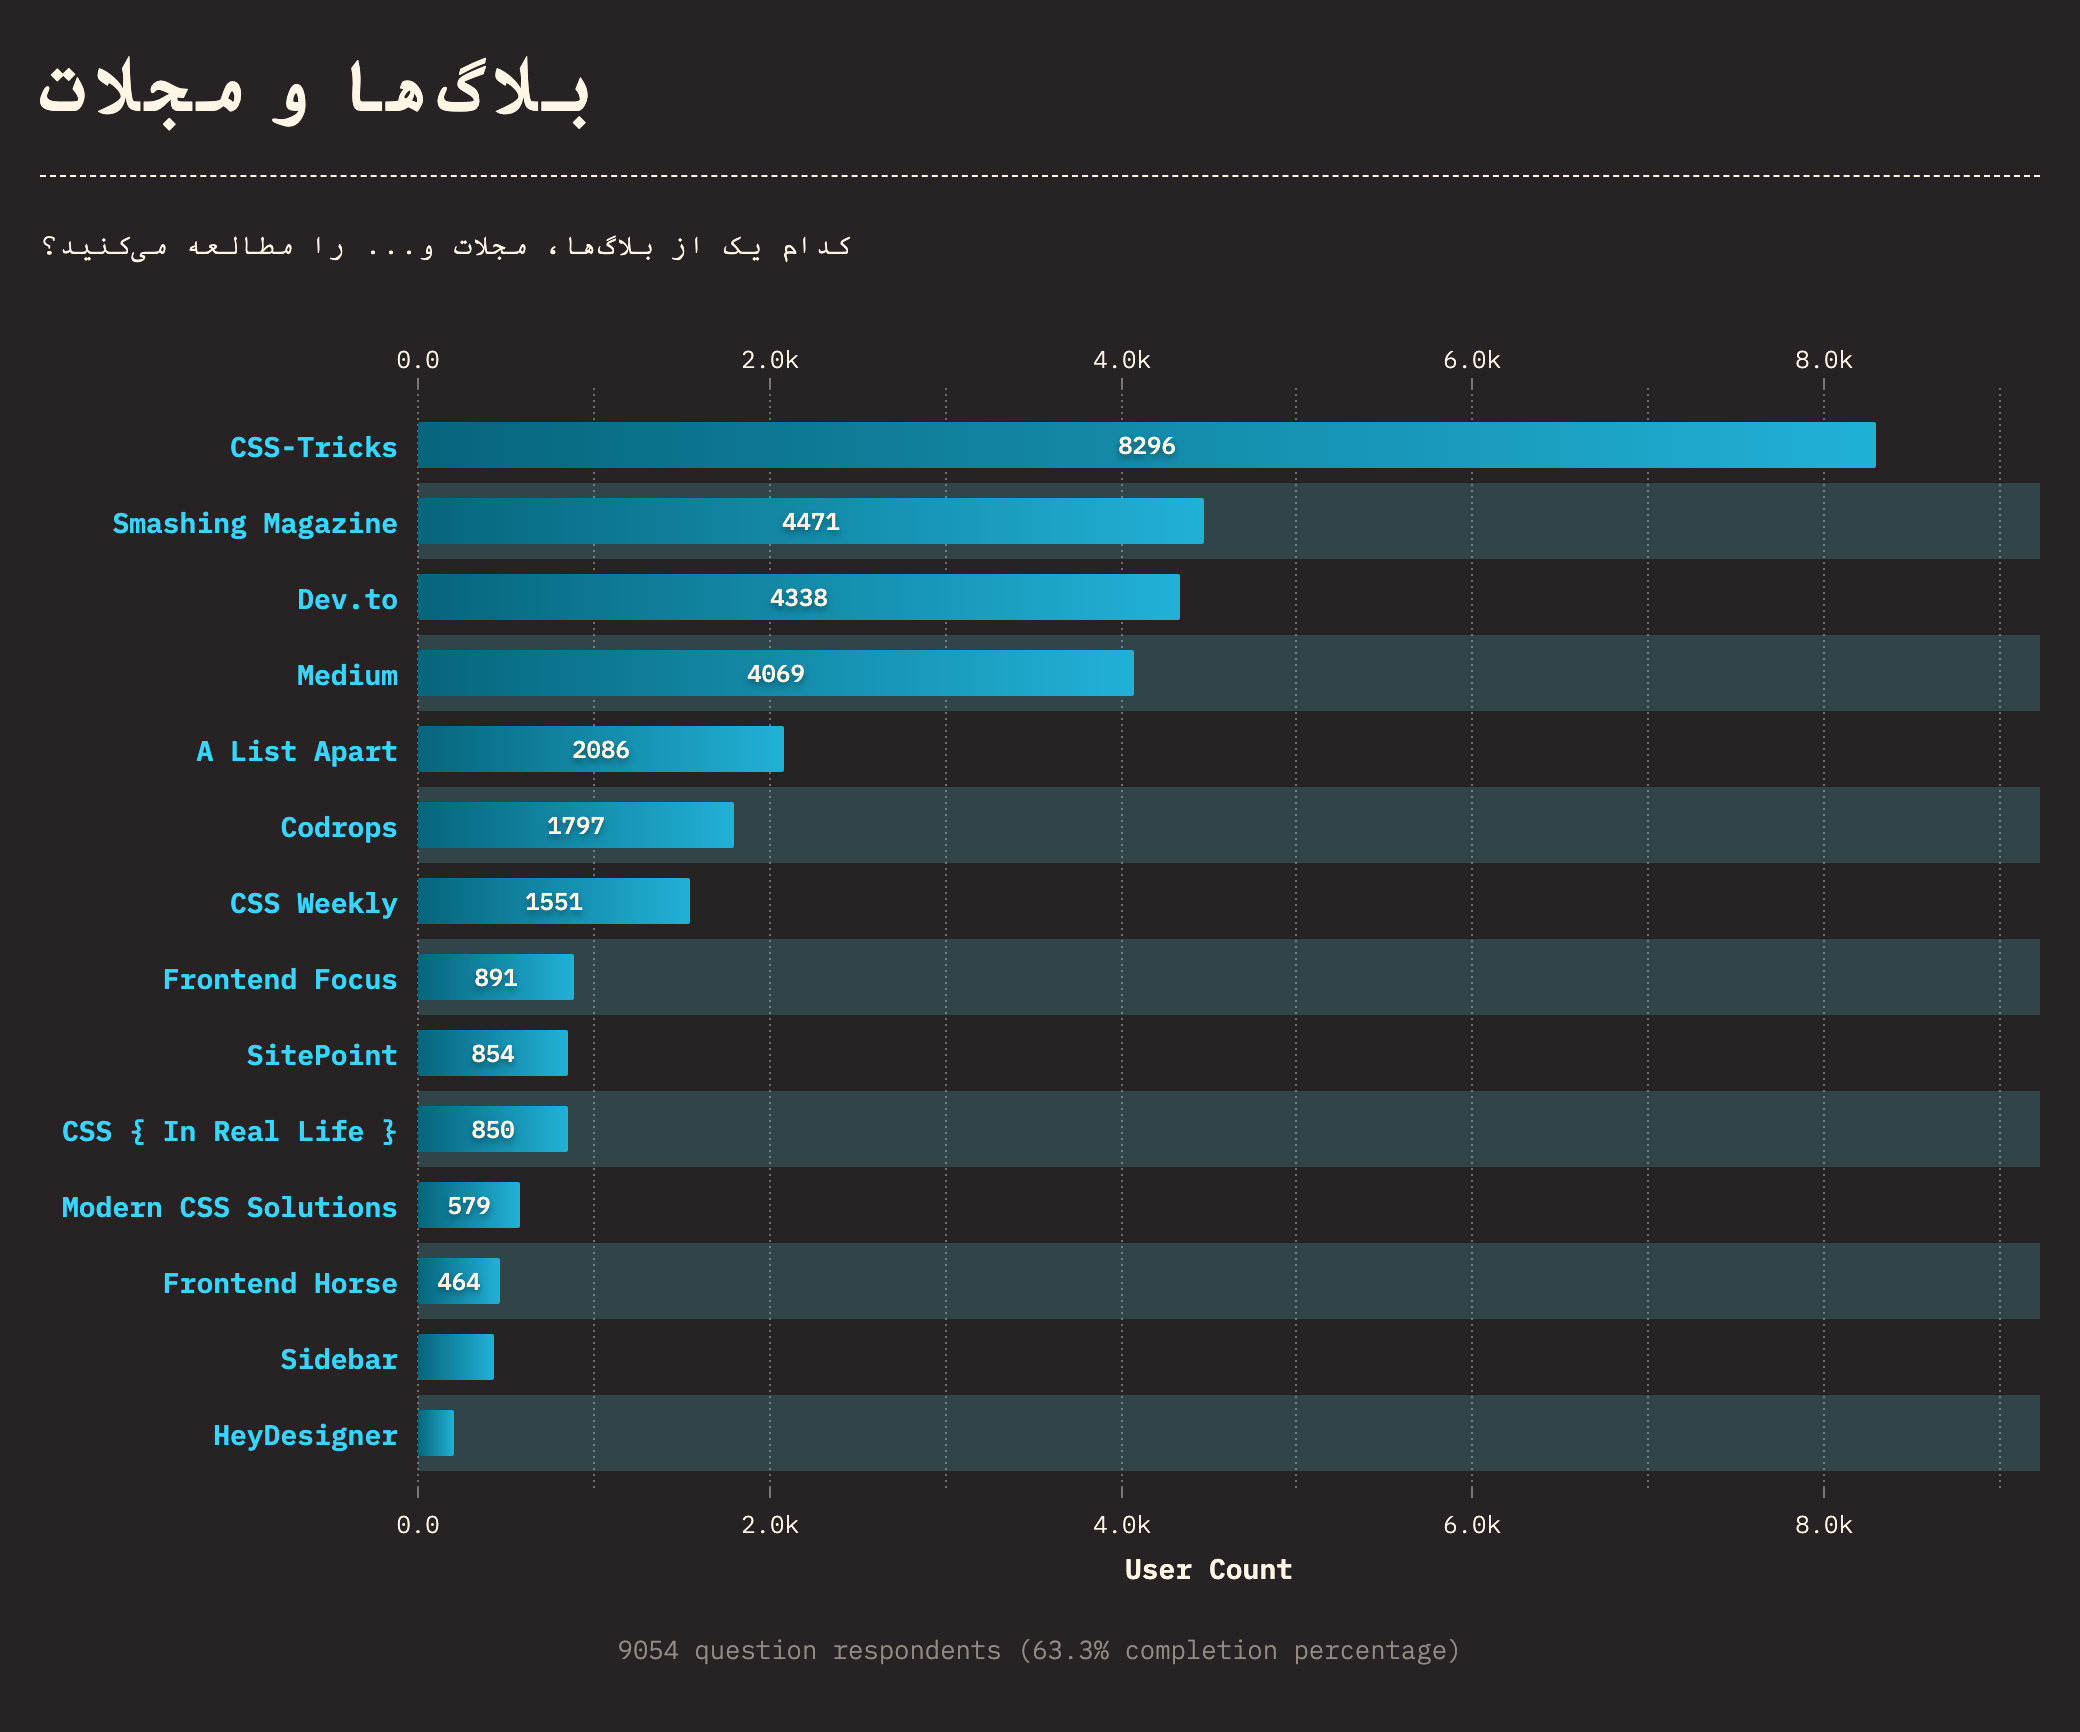 بلاگ‌ها و مجلات
کدام یک از بلاگ‌ها، مجلات و... را مطالعه می‌کنید؟
0.0 2.0k 4.0k 6.0k 8.0k
CSS-Tricks 8296
Smashing Magazine 4471
Dev.to 4338
Medium 4069
A List Apart 2086
Codrops 1797
CSS Weekly 1551
Frontend Focus 891
SitePoint 854
CSS { In Real Life } 850
Modern CSS Solutions 579
Frontend Horse 464
Sidebar
HeyDesigner
0.0 2.0k 4.0k 6.0k 8.0k
User Count
9054 question respondents (63.3% completion percentage)